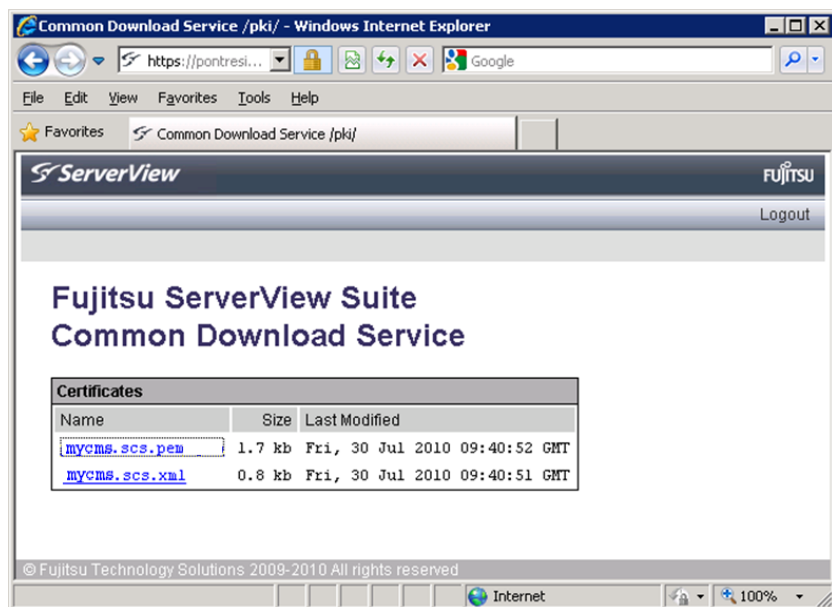 Common Download Service /pki/ - Windows Internet Explorer
https://pontresi... Google
File Edit View Favorites Tools Help
Favorites Common Download Service /pki/
ServerView FUJITSU
Logout
Fujitsu ServerView Suite
Common Download Service
Certificates
Name Size Last Modified
mycms.scs.pem 1.7 kb Fri, 30 Jul 2010 09:40:52 GMT
mycms.scs.xml 0.8 kb Fri, 30 Jul 2010 09:40:51 GMT
© Fujitsu Technology Solutions 2009-2010 All rights reserved
Internet 100%